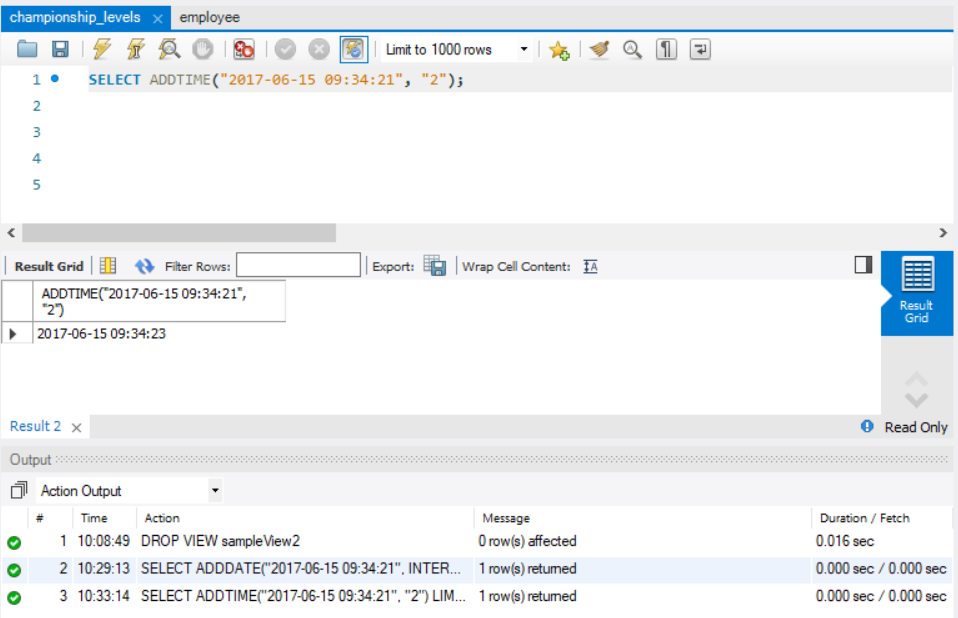 championship_levels × employee
Limit to 1000 rows
1 SELECT ADDTIME("2017-06-15 09:34:21", "2");
2
3
4
5
Result Grid Filter Rows: Export: Wrap Cell Content: IA
Result Grid
ADDTIME("2017-06-15 09:34:21",
"2")
2017-06-15 09:34:23
Result 2 × Read Only
Output
Action Output
# Time Action Message Duration / Fetch
1 10:08:49 DROP VIEW sampleView2 0 row(s) affected 0.016 sec
2 10:29:13 SELECT ADDDATE("2017-06-15 09:34:21", INTER... 1 row(s) returned 0.000 sec / 0.000 sec
3 10:33:14 SELECT ADDTIME("2017-06-15 09:34:21", "2") LIM... 1 row(s) returned 0.000 sec / 0.000 sec